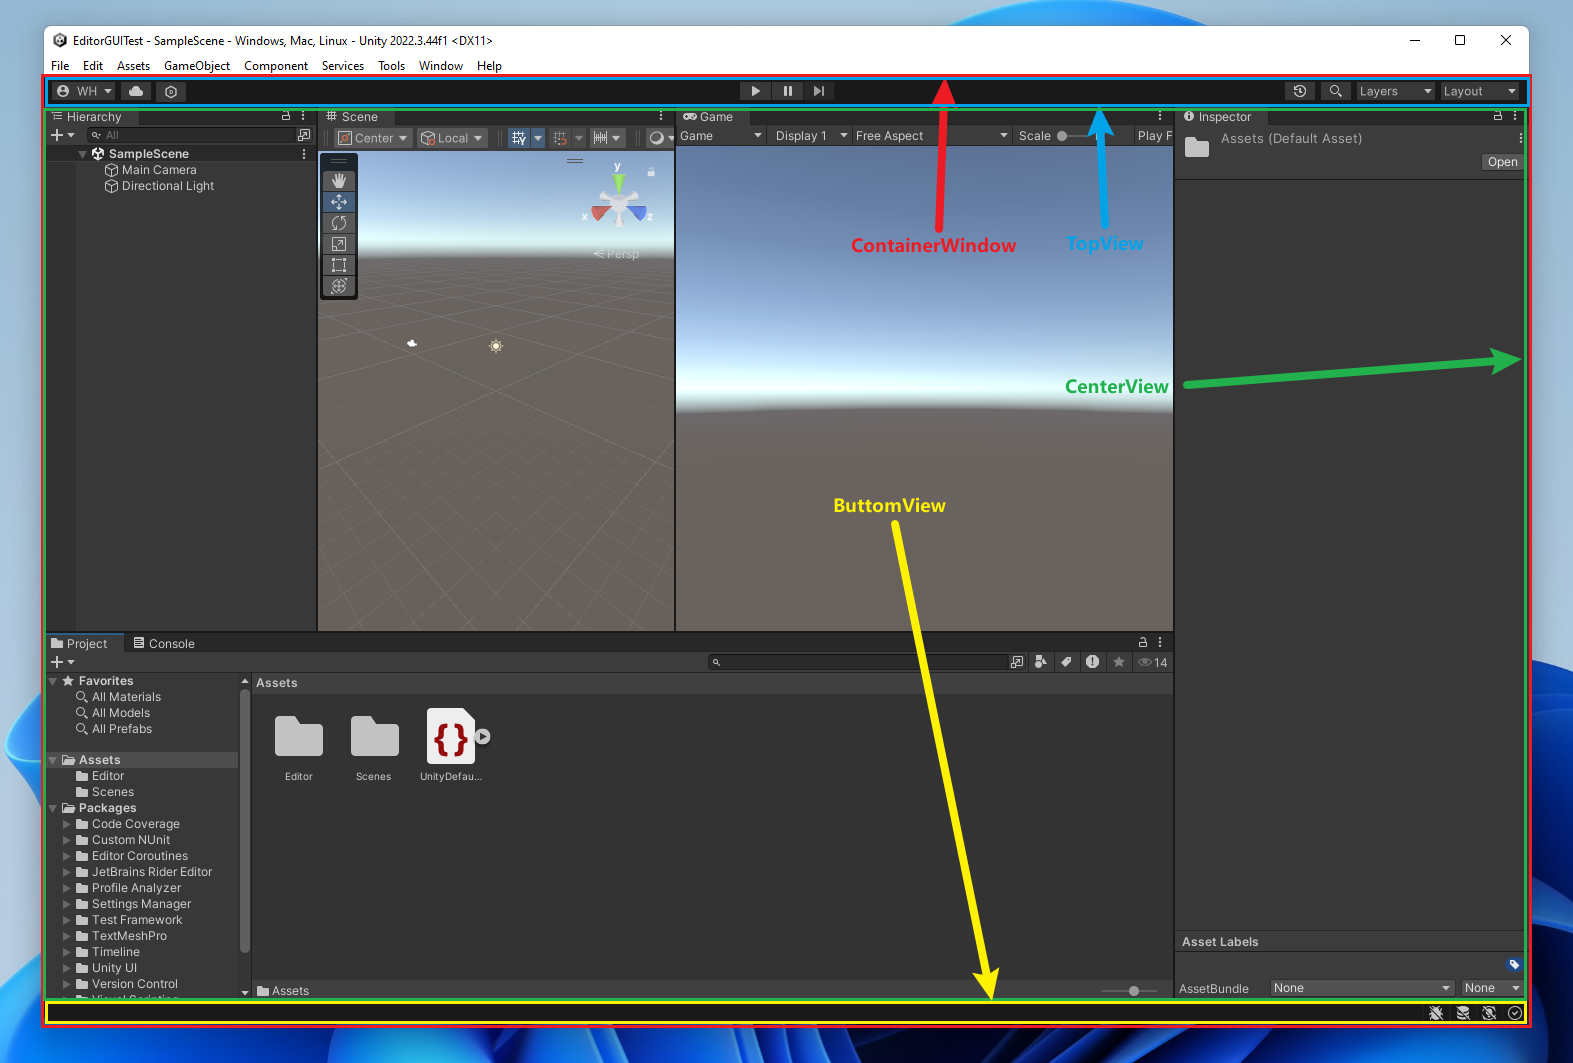 EditorGUITest - SampleScene - Windows, Mac, Linux - Unity 2022.3.44f1 <DX11>
File Edit Assets GameObject Component Services Tools Window Help
WH Layers Layout
Hierarchy
All
SampleScene
Main Camera
Directional Light
Scene
Center Local
y
x z
Persp
Game
Game Display 1 Free Aspect Scale Play F
ContainerWindow
TopView
CenterView
ButtomView
Inspector
Assets (Default Asset)
Open
Project Console
14
Favorites
All Materials
All Models
All Prefabs
Assets
Editor
Scenes
Packages
Code Coverage
Custom NUnit
Editor Coroutines
JetBrains Rider Editor
Profile Analyzer
Settings Manager
Test Framework
TextMeshPro
Timeline
Unity UI
Version Control
Assets
Editor Scenes UnityDefau...
Assets
Asset Labels
AssetBundle None None